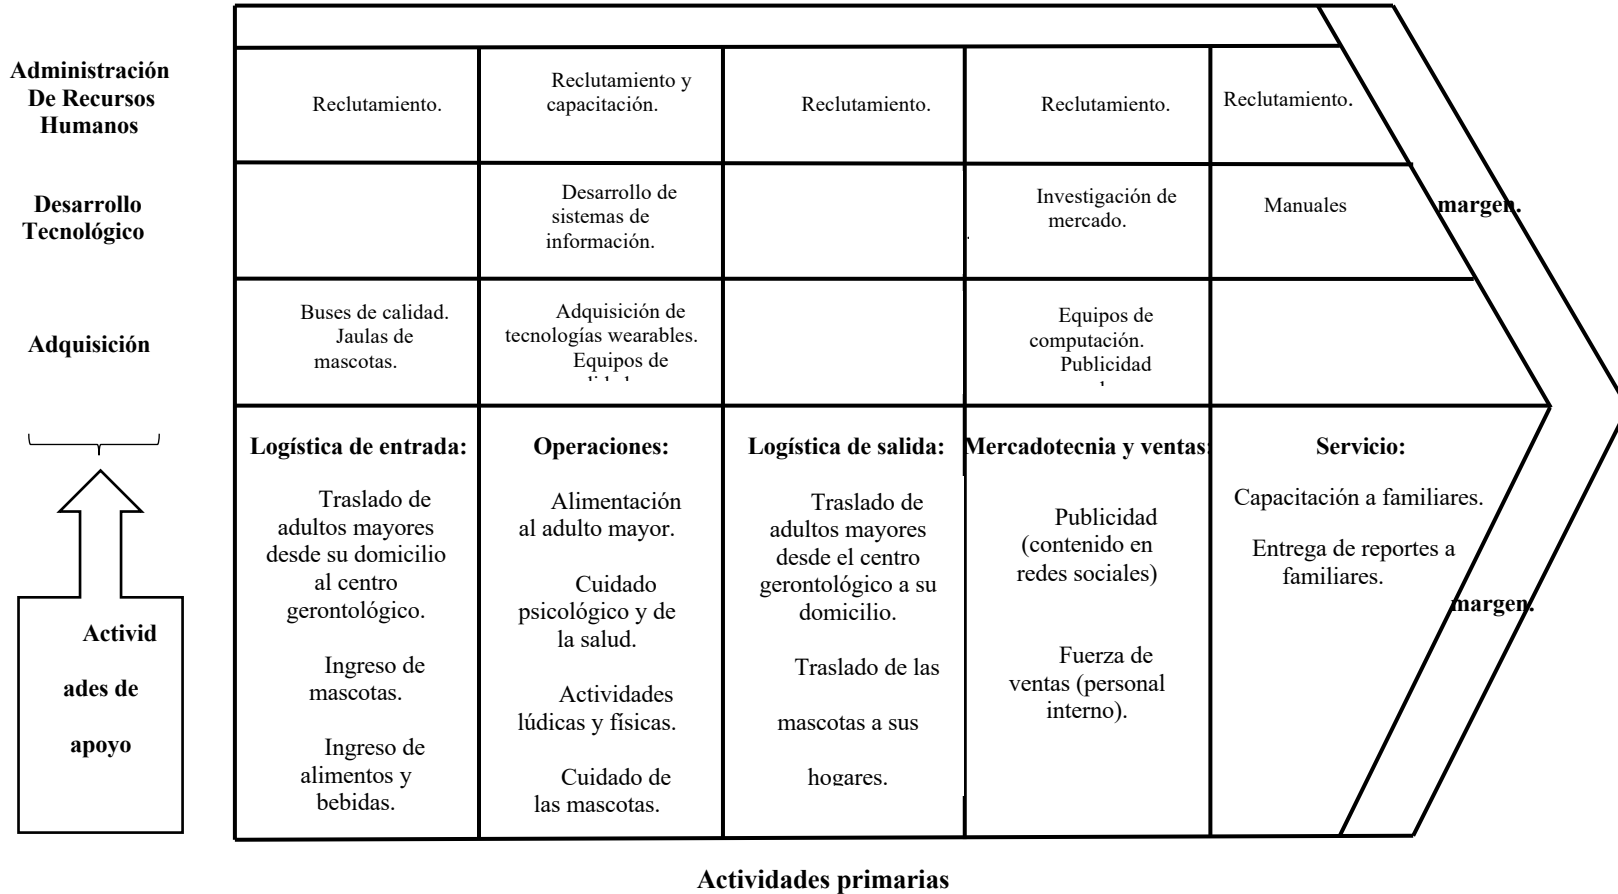 Administración
De Recursos
Humanos
Reclutamiento.
Reclutamiento y
capacitación.
Reclutamiento.
Reclutamiento.
Reclutamiento.
Desarrollo
Tecnológico
Desarrollo de
sistemas de
información.
Investigación de
mercado.
Manuales
margen.
Adquisición
Buses de calidad.
Jaulas de
mascotas.
Adquisición de
tecnologías wearables.
Equipos de
Equipos de
computación.
Publicidad
Logística de entrada:
Traslado de
adultos mayores
desde su domicilio
al centro
gerontológico.
Ingreso de
mascotas.
Ingreso de
alimentos y
bebidas.
Operaciones:
Alimentación
al adulto mayor.
Cuidado
psicológico y de
la salud.
Actividades
lúdicas y físicas.
Cuidado de
las mascotas.
Logística de salida:
Traslado de
adultos mayores
desde el centro
gerontológico a su
domicilio.
Traslado de las
mascotas a sus
hogares.
Mercadotecnia y ventas:
Publicidad
(contenido en
redes sociales)
Fuerza de
ventas (personal
interno).
Servicio:
Capacitación a familiares.
Entrega de reportes a
familiares.
margen.
Activid
ades de
apoyo
Actividades primarias